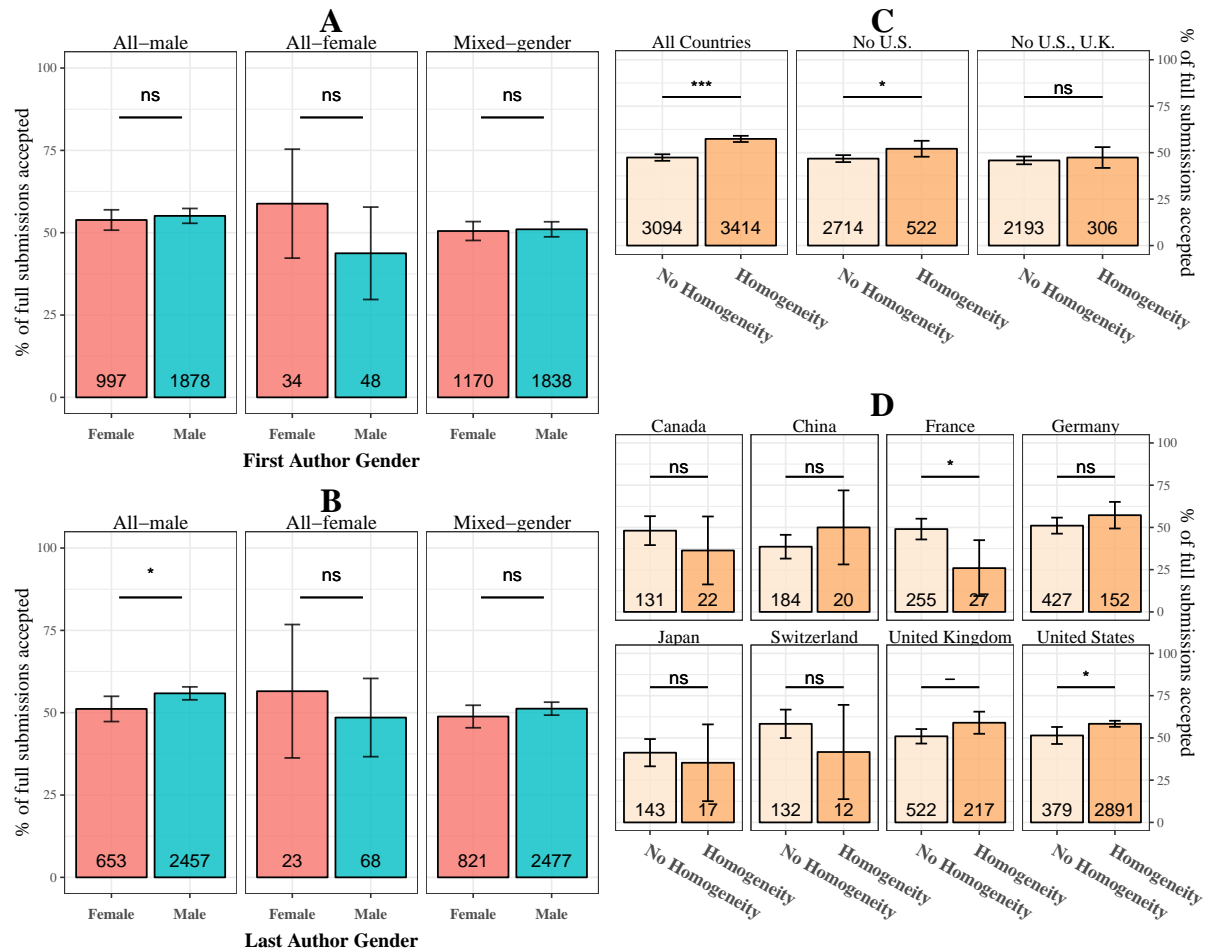 A
All−male
All−female
Mixed−gender
ns
ns
ns
100
75
50
25
0
997
1878
34
48
1170
1838
Female
Male
Female
Male
Female
Male
First Author Gender
% of full submissions accepted
B
All−male
All−female
Mixed−gender
*
ns
ns
100
75
50
25
0
653
2457
23
68
821
2477
Female
Male
Female
Male
Female
Male
Last Author Gender
% of full submissions accepted
C
All Countries
No U.S.
No U.S., U.K.
***
*
ns
100
75
50
25
0
3094
3414
2714
522
2193
306
No Homogeneity
Homogeneity
No Homogeneity
Homogeneity
No Homogeneity
Homogeneity
% of full submissions accepted
D
Canada
China
France
Germany
ns
ns
*
ns
100
75
50
25
0
131
22
184
20
255
27
427
152
Japan
Switzerland
United Kingdom
United States
ns
ns
−
*
100
75
50
25
0
143
17
132
12
522
217
379
2891
No Homogeneity
Homogeneity
No Homogeneity
Homogeneity
No Homogeneity
Homogeneity
No Homogeneity
Homogeneity
% of full submissions accepted